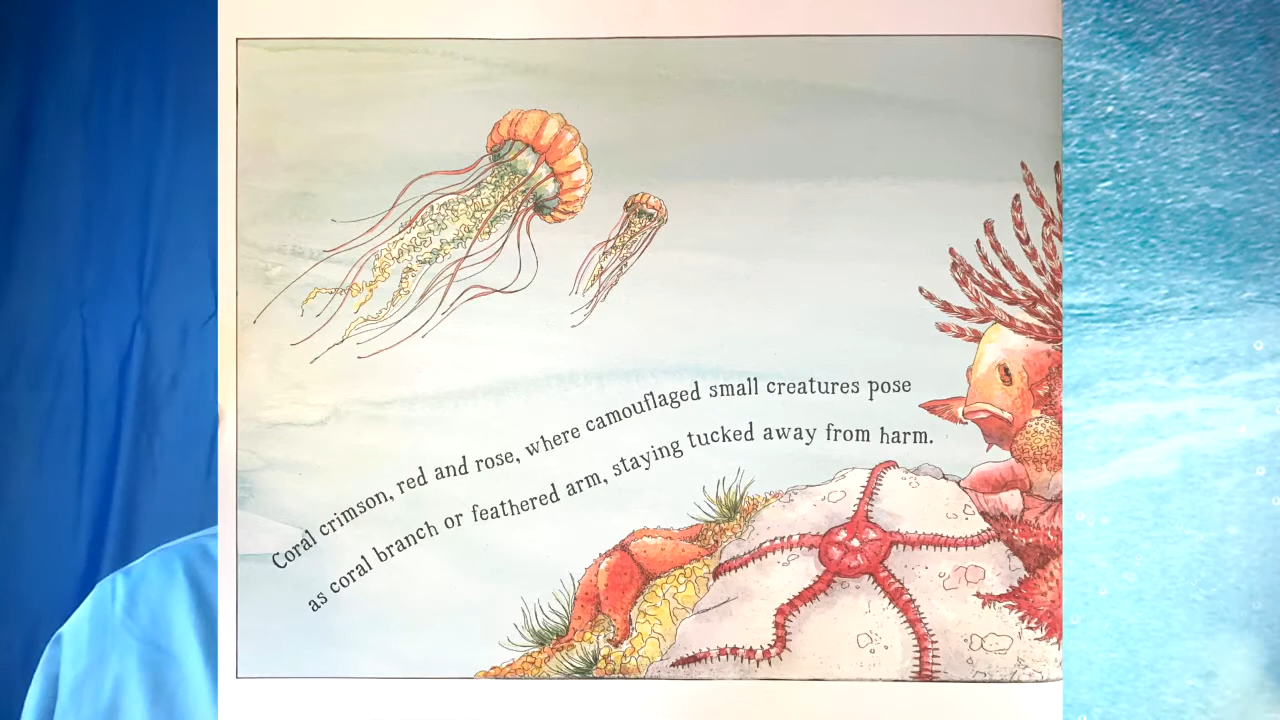 Coral crimson, red and rose, where camouflaged small creatures pose
as coral branch or feathered arm, staying tucked away from harm.